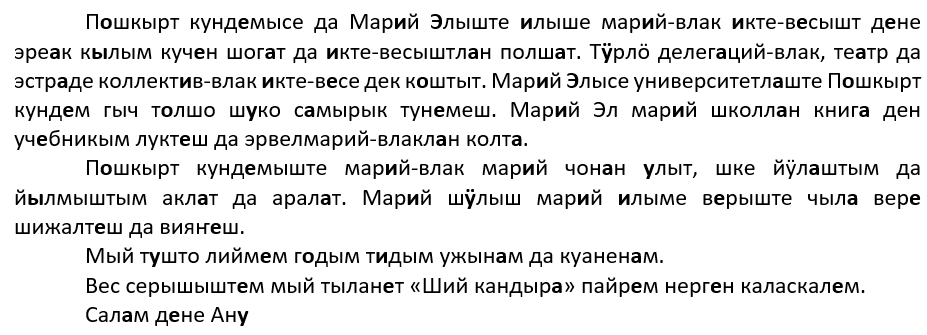 Пошкырт кундемысе да Марий Элыште илыше марий-влак икте-весышт дене
эреак кылым кучен шогат да икте-весыштлан полшат. Тӱрлӧ делегаций-влак, театр да
эстраде коллектив-влак икте-весе дек коштыт. Марий Элысе университетлаште Пошкырт
кундем гыч толшо шуко самырык тунемеш. Марий Эл марий школлан книга ден
учебникым луктеш да эрвелмарий-влаклан колта.
Пошкырт кундемыште марий-влак марий чонан улыт, шке йӱлаштым да
йылмыштым аклат да аралат. Марий шӱлыш марий илыме верыште чыла вере
шижалтеш да вияҥеш.
Мый тушто лиймем годым тидым ужынам да куаненам.
Вес серышыштем мый тыланет «Ший кандыра» пайрем нерген каласкалем.
Салам дене Ану